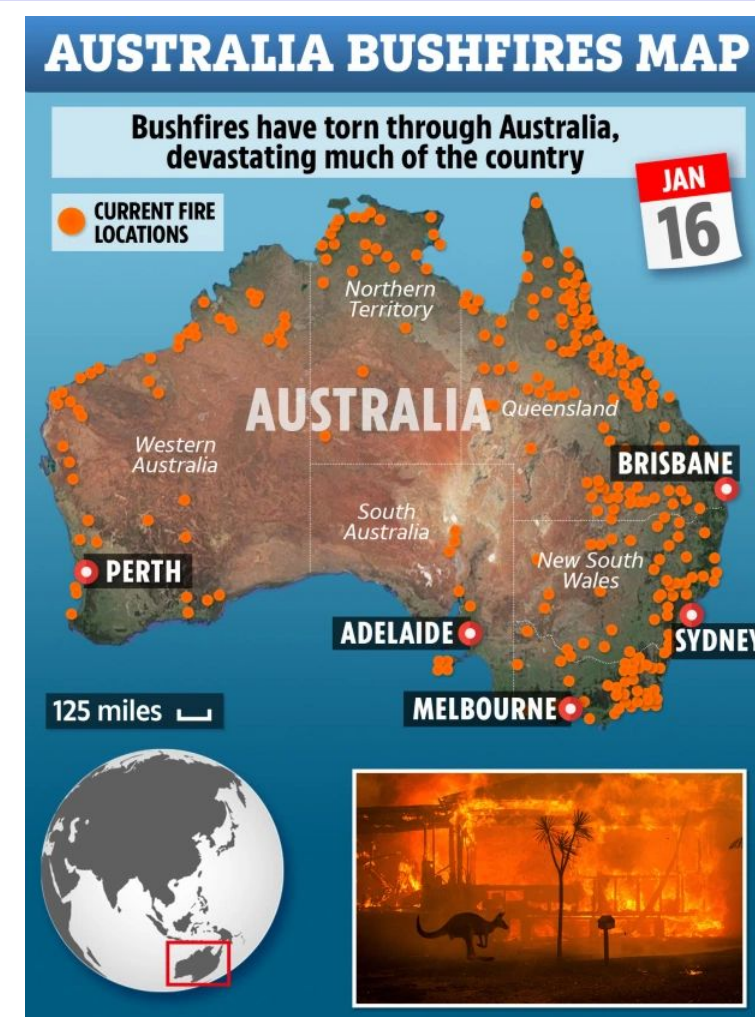 AUSTRALIA BUSHFIRES MAP
Bushfires have torn through Australia,
devastating much of the country
JAN
16
CURRENT FIRE
LOCATIONS
Northern
Territory
AUSTRALIA
Queensland
Western
Australia
BRISBANE
South
Australia
New South
Wales
PERTH
ADELAIDE
SYDNEY
125 miles
MELBOURNE